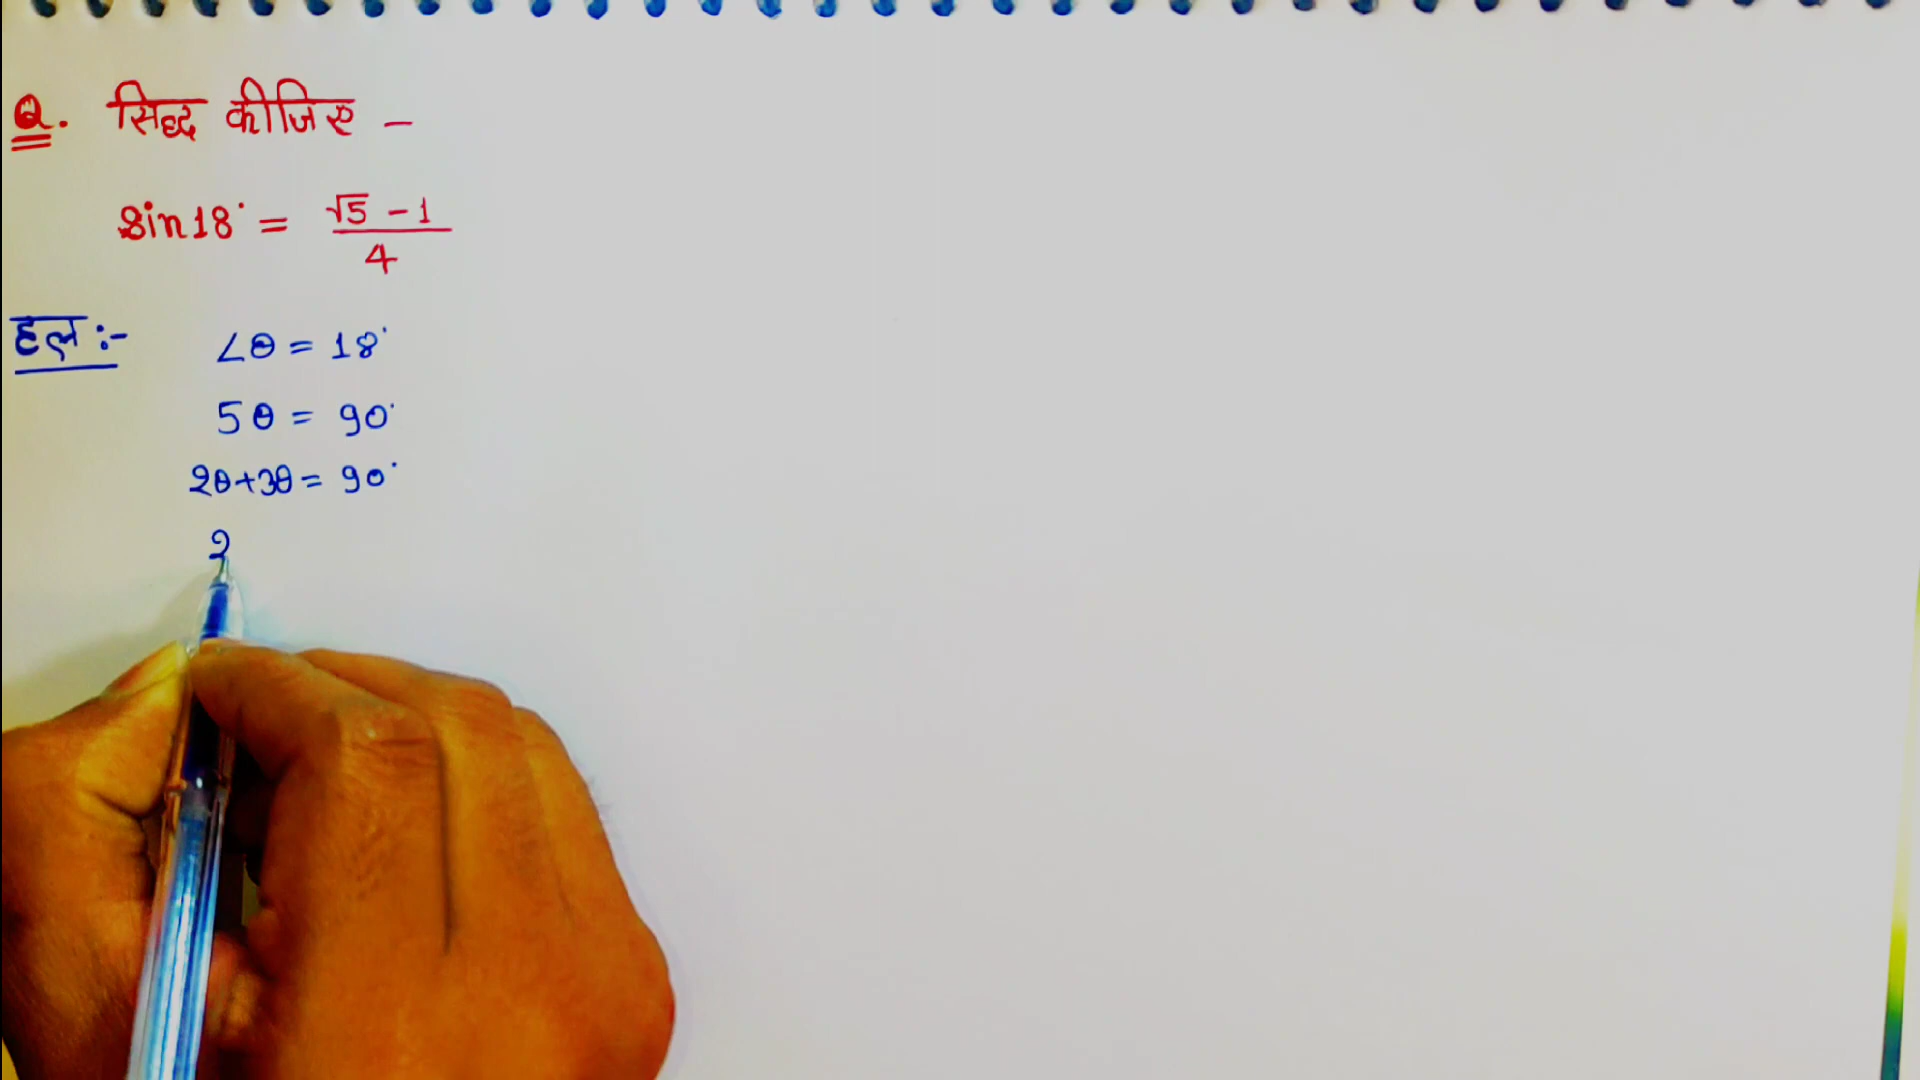 Q. सिद्ध कीजिए -
Sin18° = √5 - 1 / 4
हल :- ∠θ = 18°
5θ = 90°
2θ+3θ = 90°
2